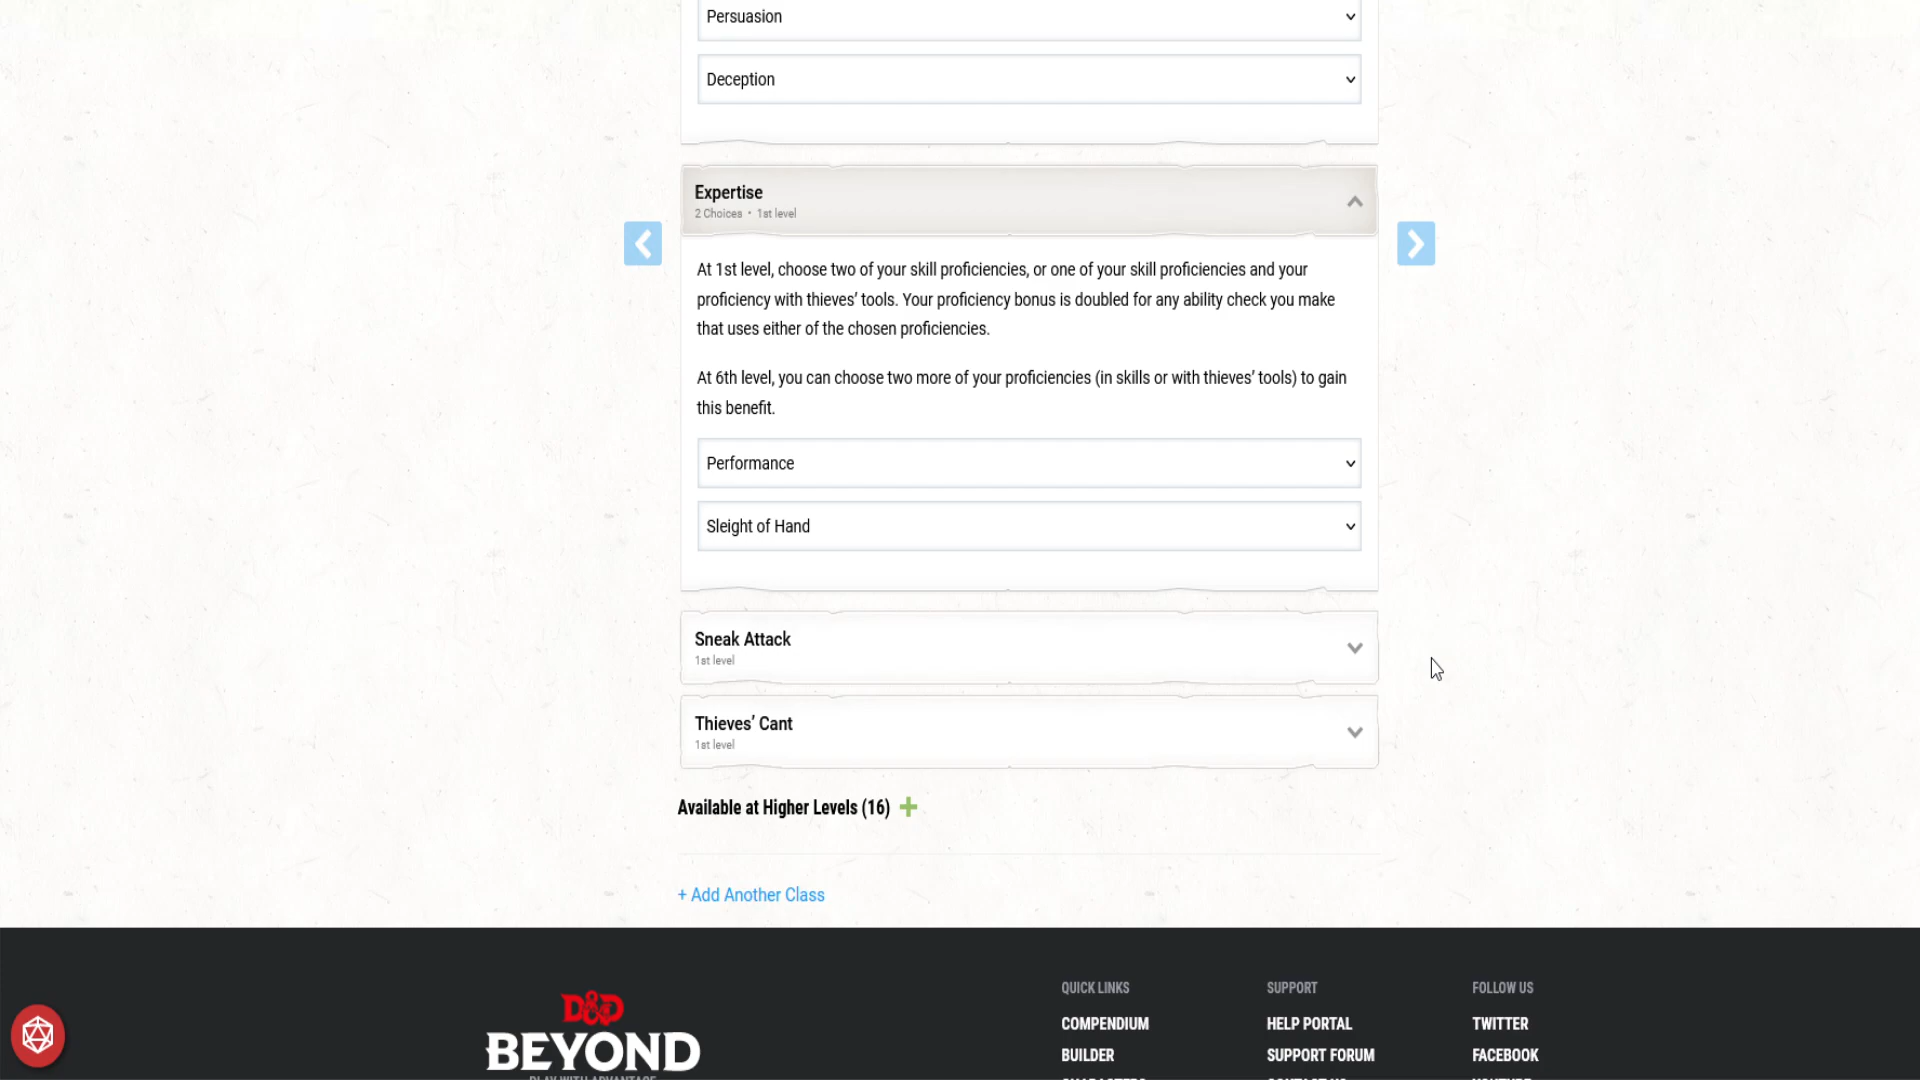 Persuasion
Deception
Expertise
2 Choices • 1st level
At 1st level, choose two of your skill proficiencies, or one of your skill proficiencies and your
proficiency with thieves’ tools. Your proficiency bonus is doubled for any ability check you make
that uses either of the chosen proficiencies.
At 6th level, you can choose two more of your proficiencies (in skills or with thieves’ tools) to gain
this benefit.
Performance
Sleight of Hand
Sneak Attack
1st level
Thieves’ Cant
1st level
Available at Higher Levels (16)
+ Add Another Class
D&D
BEYOND
PLAY WITH ADVANTAGE
QUICK LINKS
COMPENDIUM
BUILDER
SUPPORT
HELP PORTAL
SUPPORT FORUM
FOLLOW US
TWITTER
FACEBOOK